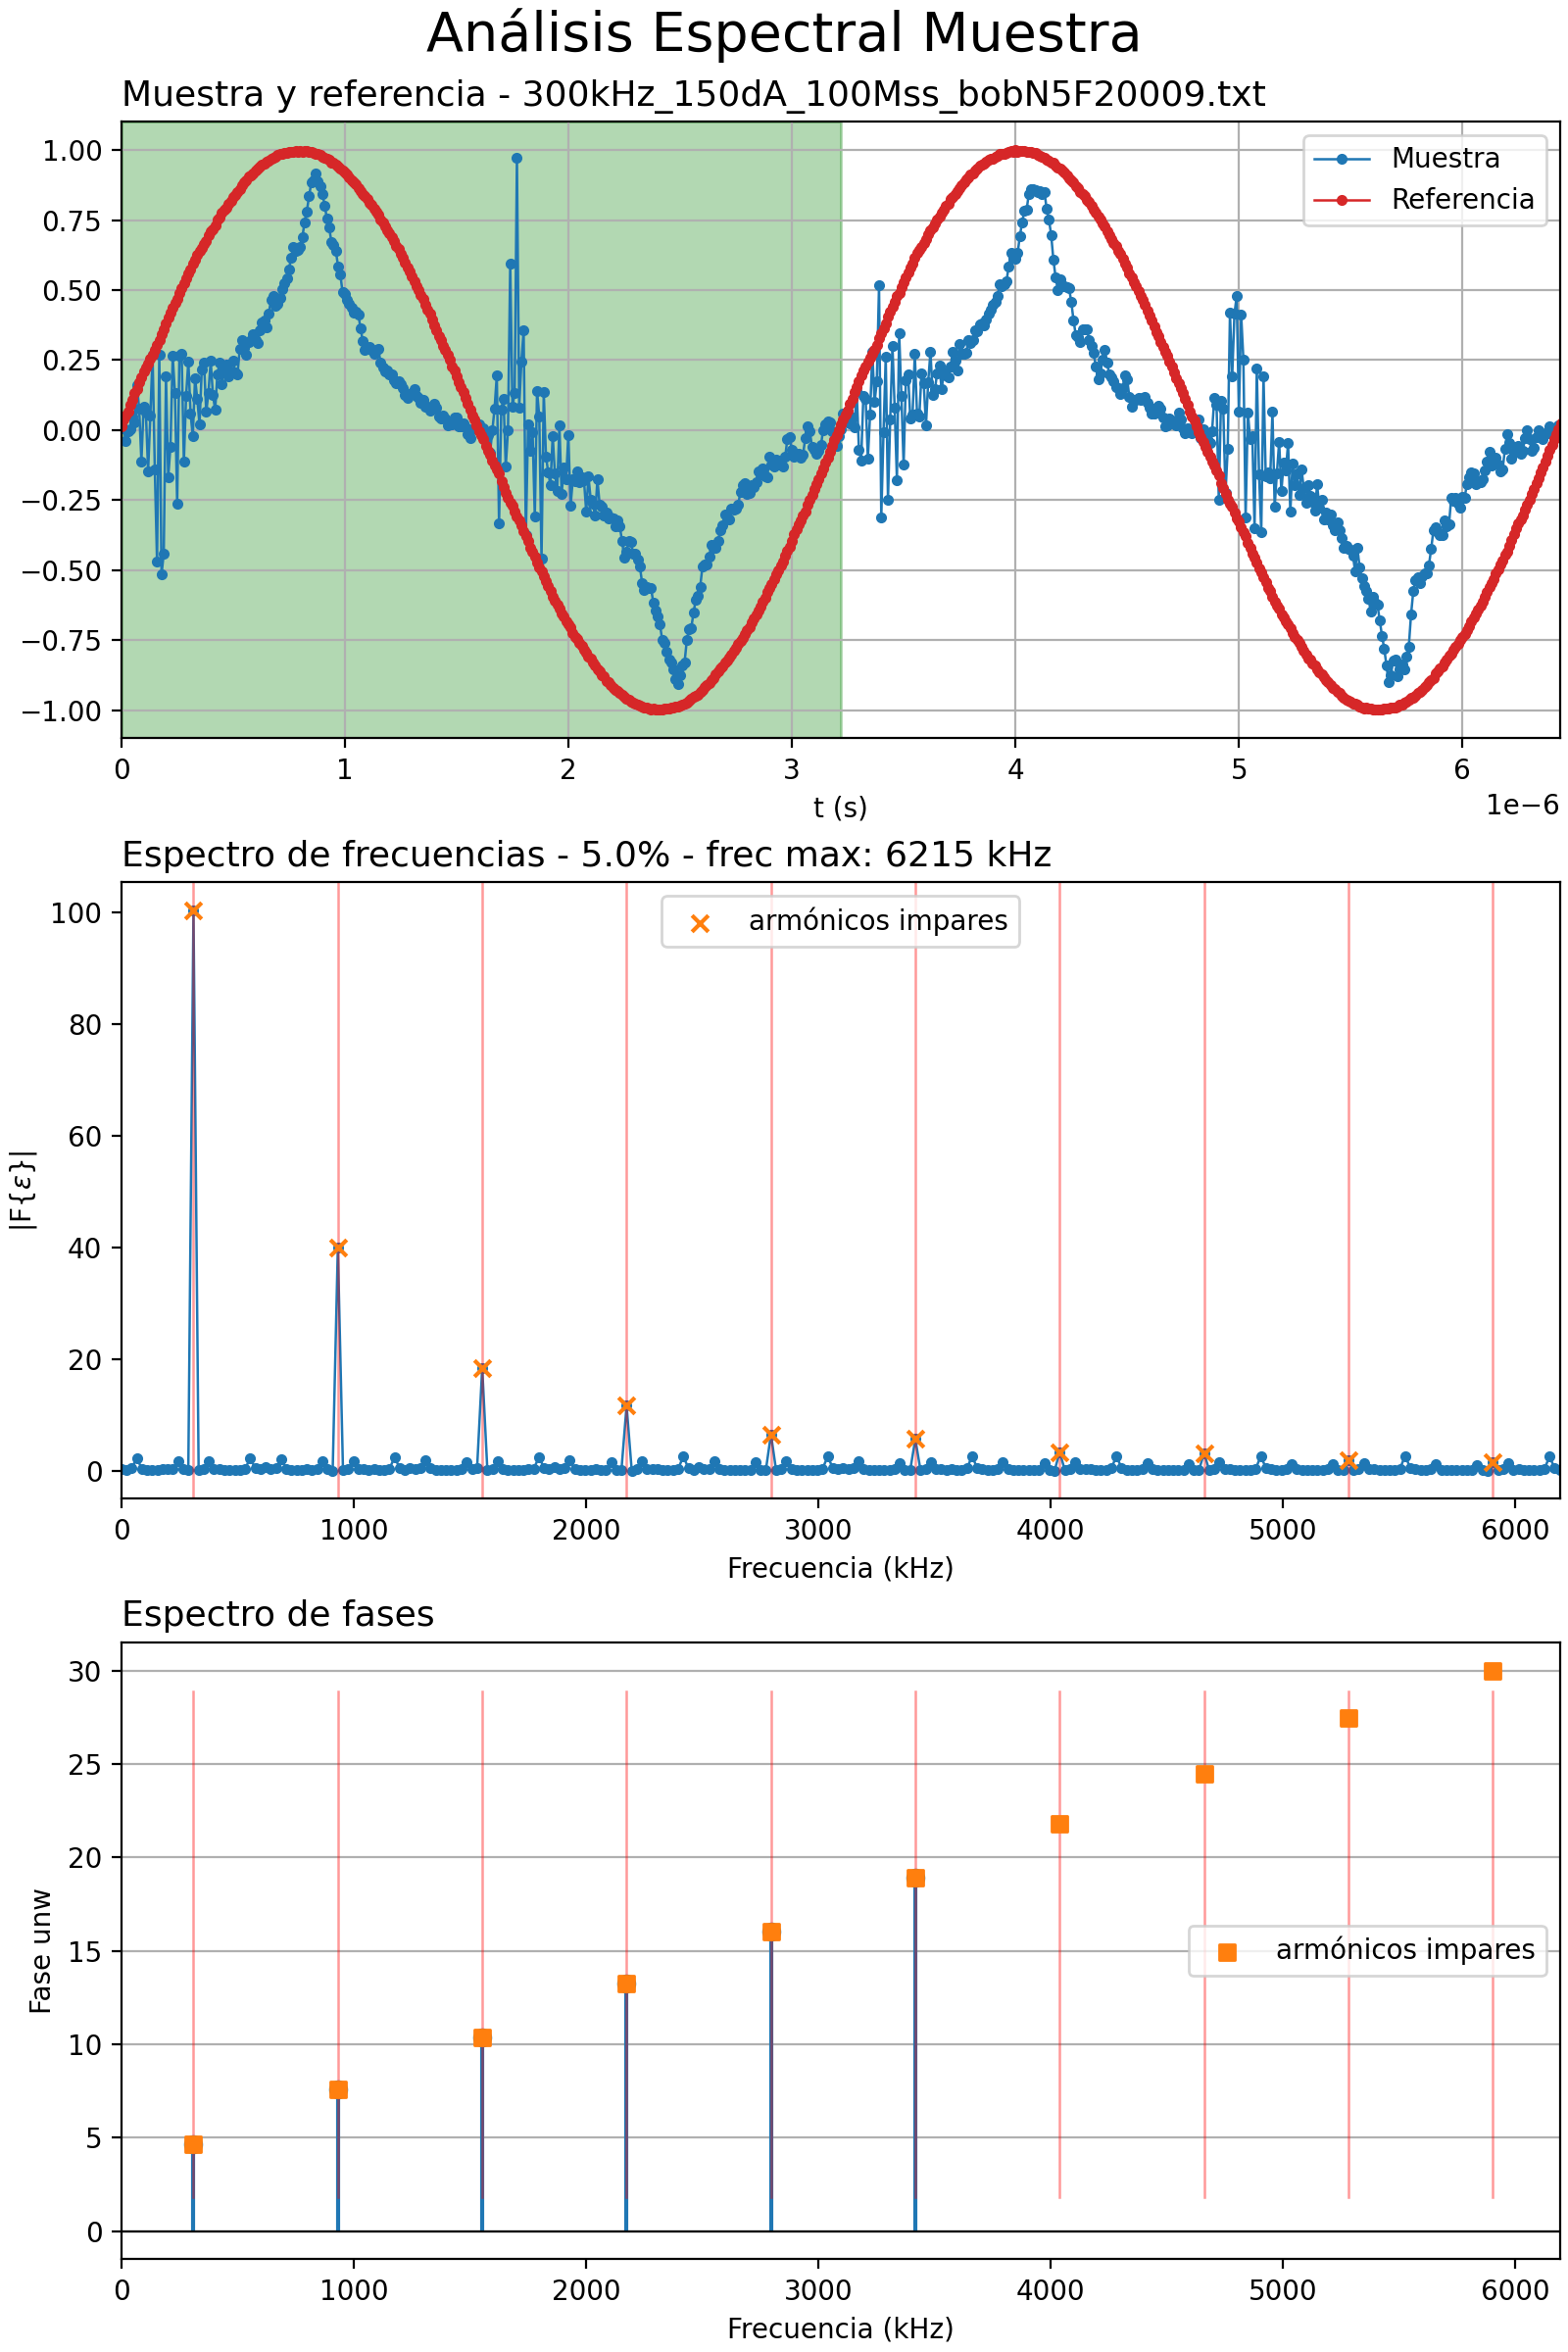 Análisis Espectral Muestra
Muestra y referencia - 300kHz_150dA_100Mss_bobN5F20009.txt
1.00
0.75
0.50
0.25
0.00
−0.25
−0.50
−0.75
−1.00
Muestra
Referencia
0 1 2 3 4 5 6
t (s)
1e−6
Espectro de frecuencias - 5.0% - frec max: 6215 kHz
|F{ε}|
100
80
60
40
20
0
armónicos impares
0 1000 2000 3000 4000 5000 6000
Frecuencia (kHz)
Espectro de fases
Fase unw
30
25
20
15
10
5
0
armónicos impares
0 1000 2000 3000 4000 5000 6000
Frecuencia (kHz)